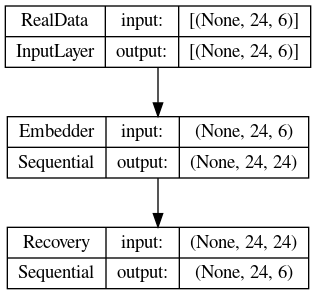 RealData input: [(None, 24, 6)]
InputLayer output: [(None, 24, 6)]
Embedder input: (None, 24, 6)
Sequential output: (None, 24, 24)
Recovery input: (None, 24, 24)
Sequential output: (None, 24, 6)